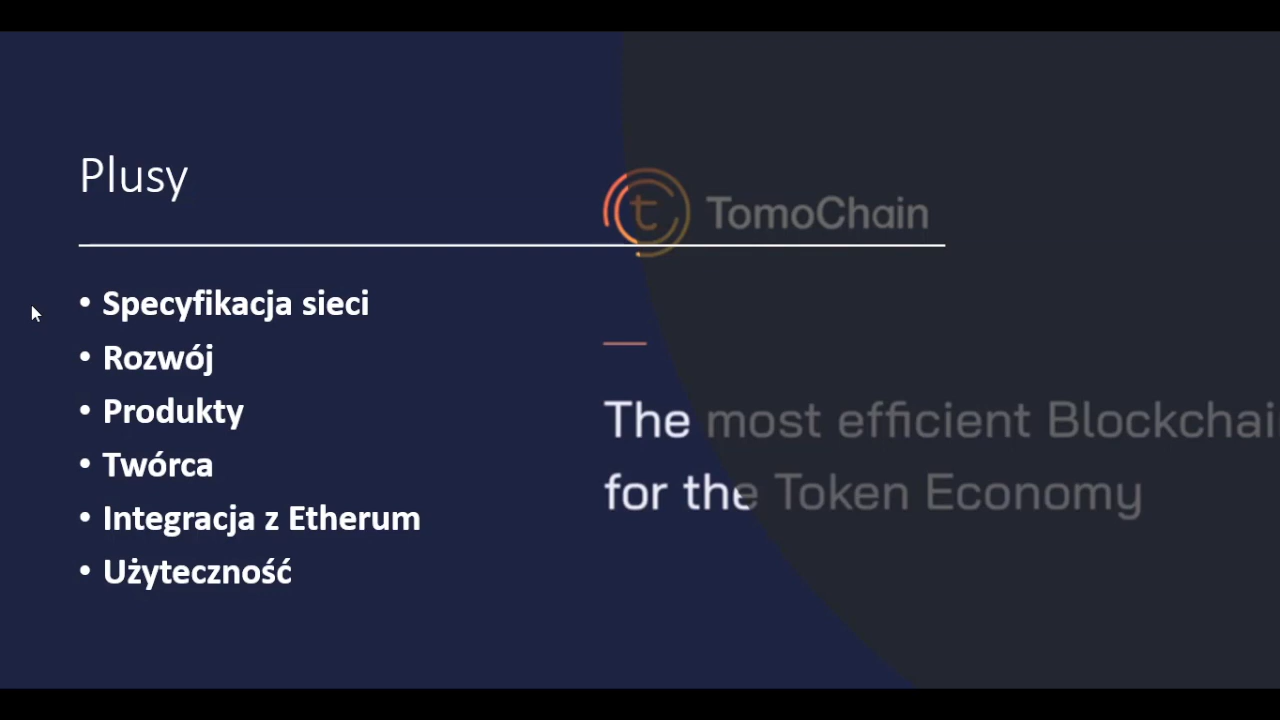 Plusy
TomoChain
• Specyfikacja sieci
• Rozwój
• Produkty
• Twórca
• Integracja z Etherum
• Użyteczność
The most efficient Blockchai
for the Token Economy